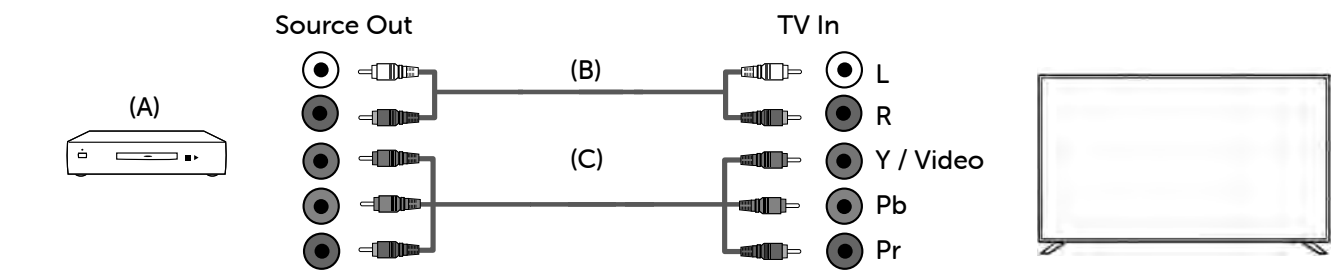 Source Out
TV In
(A)
(B)
L
R
(C)
Y / Video
Pb
Pr